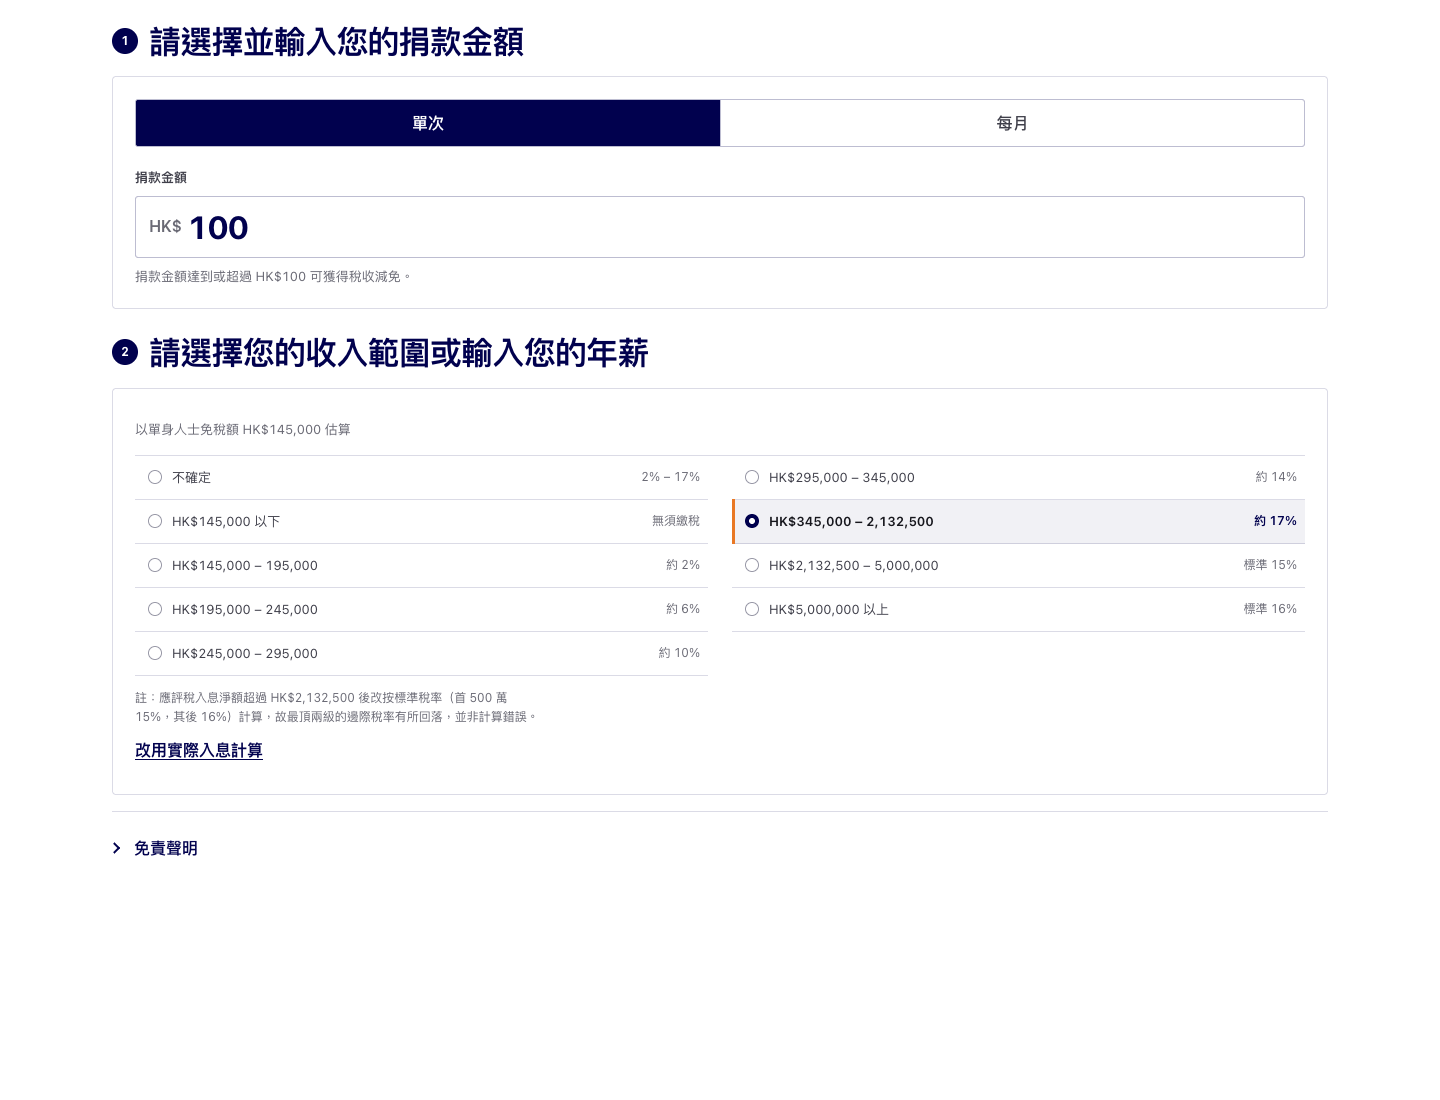 1 請選擇並輸入您的捐款金額
單次
每月
捐款金額
HK$ 100
捐款金額達到或超過 HK$100 可獲得稅收減免。
2 請選擇您的收入範圍或輸入您的年薪
以單身人士免稅額 HK$145,000 估算
不確定 2% – 17%
HK$145,000 以下 無須繳稅
HK$145,000 – 195,000 約 2%
HK$195,000 – 245,000 約 6%
HK$245,000 – 295,000 約 10%
HK$295,000 – 345,000 約 14%
HK$345,000 – 2,132,500 約 17%
HK$2,132,500 – 5,000,000 標準 15%
HK$5,000,000 以上 標準 16%
註：應評稅入息淨額超過 HK$2,132,500 後改按標準稅率（首 500 萬
15%，其後 16%）計算，故最頂兩級的邊際稅率有所回落，並非計算錯誤。
改用實際入息計算
免責聲明